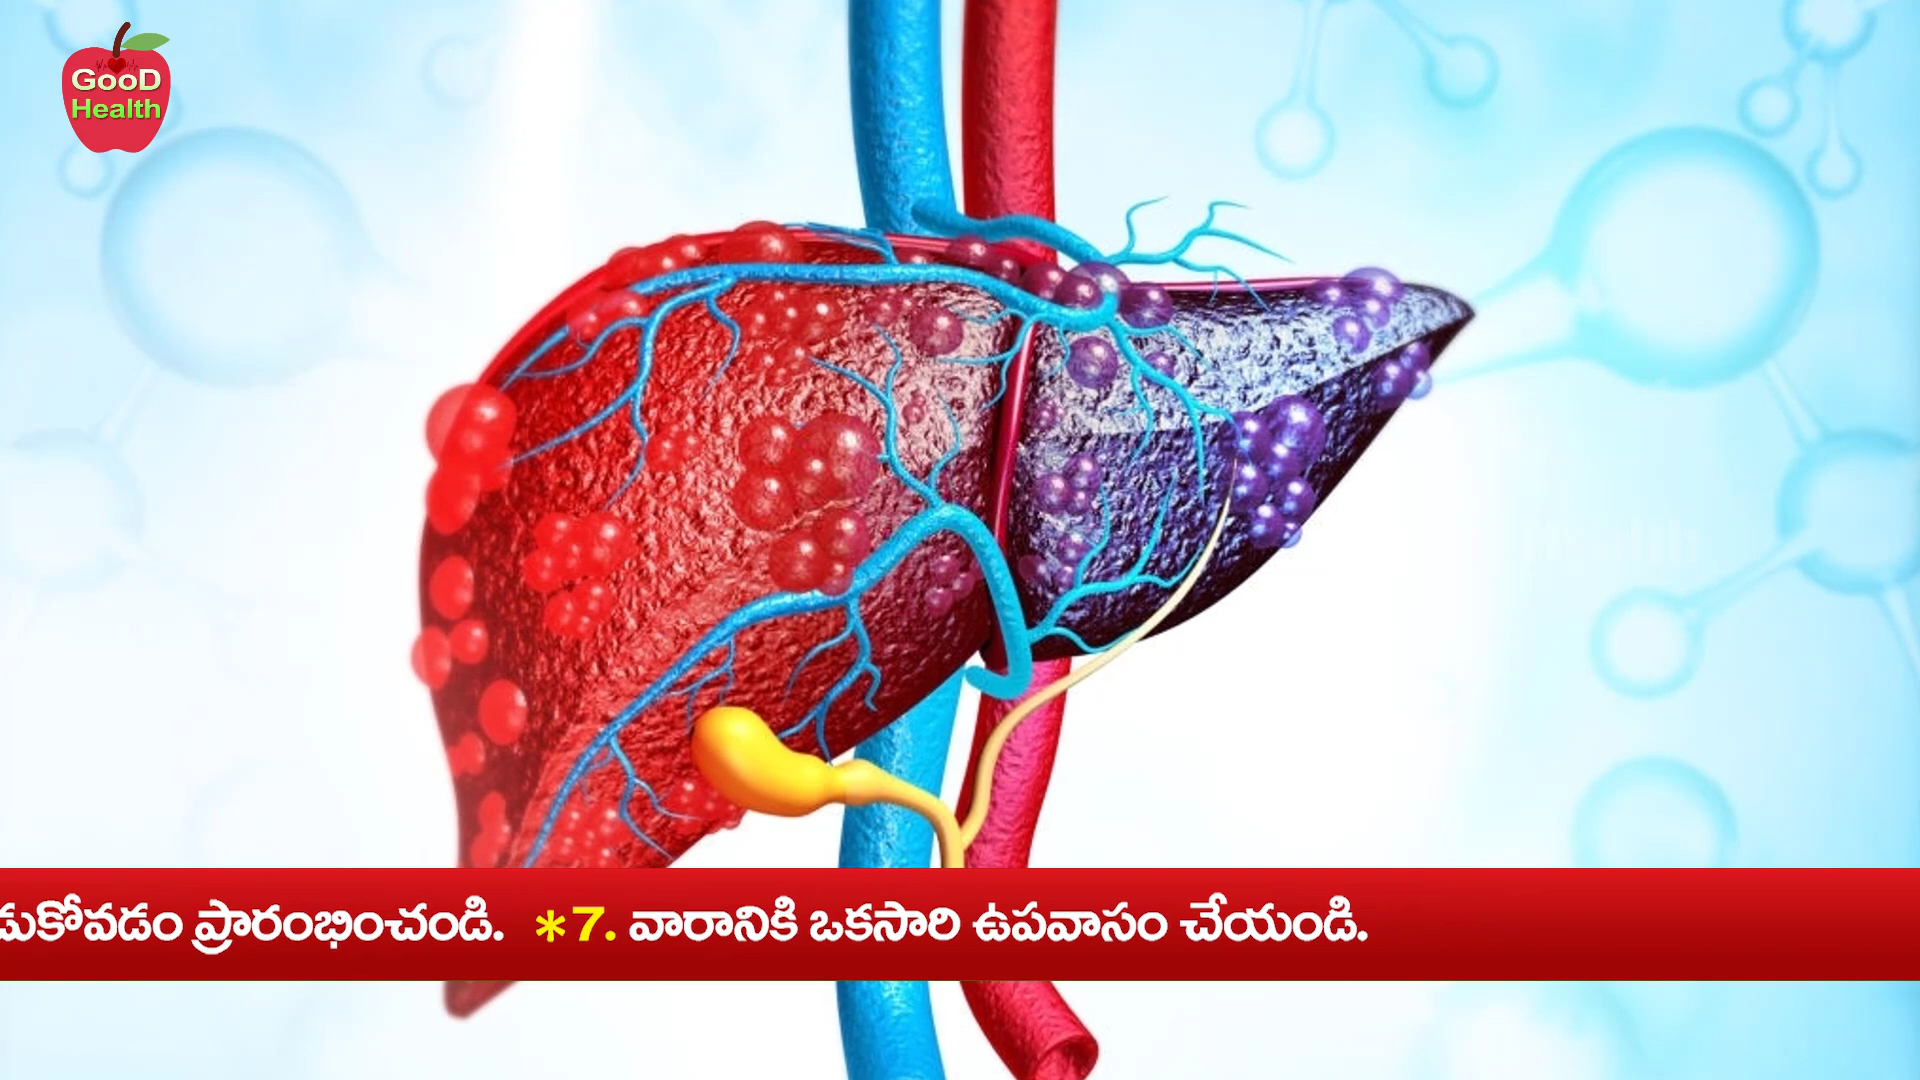 GooD
Health
డుకోవడం ప్రారంభించండి. *7. వారానికి ఒకసారి ఉపవాసం చేయండి.